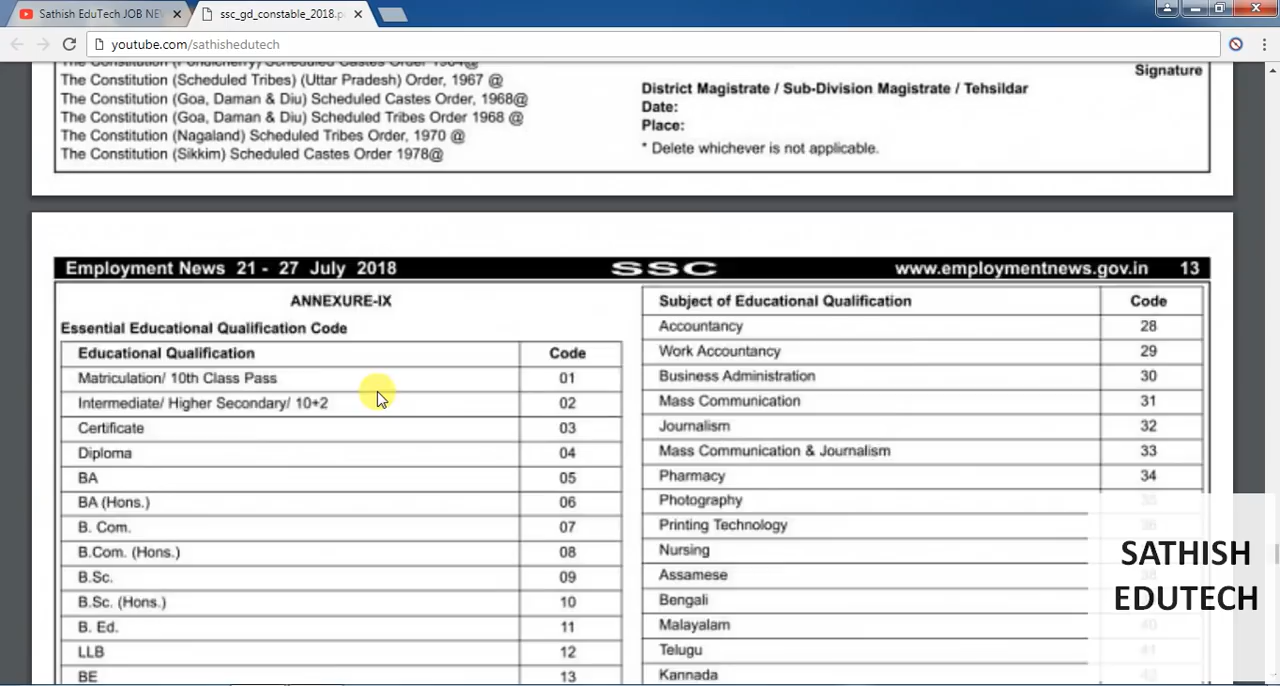 Sathish EduTech JOB NEW
ssc_gd_constable_2018.p
youtube.com/sathishedutech
The Constitution (Scheduled Tribes) (Uttar Pradesh) Order, 1967 @
The Constitution (Goa, Daman & Diu) Scheduled Castes Order, 1968@
The Constitution (Goa, Daman & Diu) Scheduled Tribes Order 1968 @
The Constitution (Nagaland) Scheduled Tribes Order, 1970 @
The Constitution (Sikkim) Scheduled Castes Order 1978@
Signature
District Magistrate / Sub-Division Magistrate / Tehsildar
Date:
Place:
* Delete whichever is not applicable.
Employment News 21 - 27 July 2018 SSC www.employmentnews.gov.in 13
ANNEXURE-IX
Essential Educational Qualification Code
Educational Qualification Code
Matriculation/ 10th Class Pass 01
Intermediate/ Higher Secondary/ 10+2 02
Certificate 03
Diploma 04
BA 05
BA (Hons.) 06
B. Com. 07
B.Com. (Hons.) 08
B.Sc. 09
B.Sc. (Hons.) 10
B. Ed. 11
LLB 12
BE 13
Subject of Educational Qualification Code
Accountancy 28
Work Accountancy 29
Business Administration 30
Mass Communication 31
Journalism 32
Mass Communication & Journalism 33
Pharmacy 34
Photography
Printing Technology
Nursing
Assamese
Bengali
Malayalam
Telugu
Kannada
SATHISH
EDUTECH